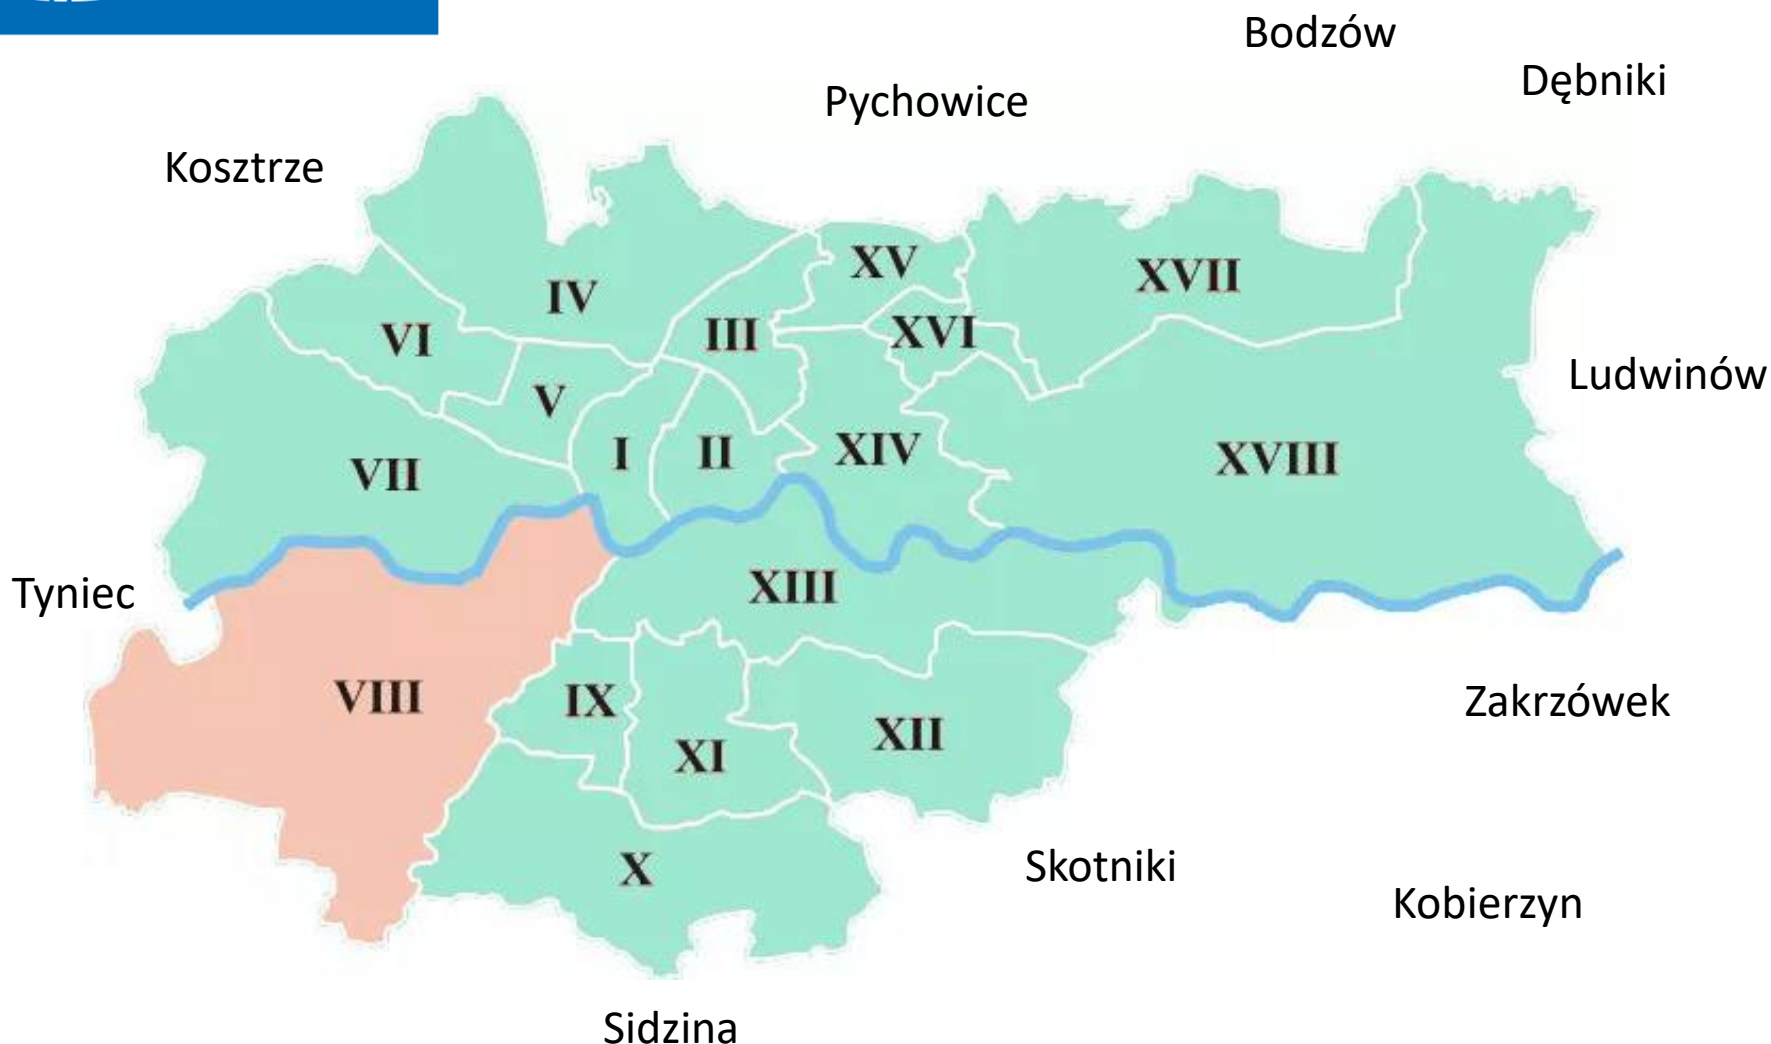 Bodzów
Dębniki
Pychowice
Kosztrze
XV
XVII
IV
III
XVI
VI
Ludwinów
V
XIV
I
II
XVIII
VII
XIII
Tyniec
VIII
IX
Zakrzówek
XII
XI
X
Skotniki
Kobierzyn
Sidzina